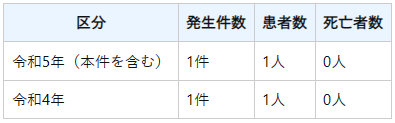 区分 発生件数 患者数 死亡者数
令和5年（本件を含む） 1件 1人 0人
令和4年 1件 1人 0人